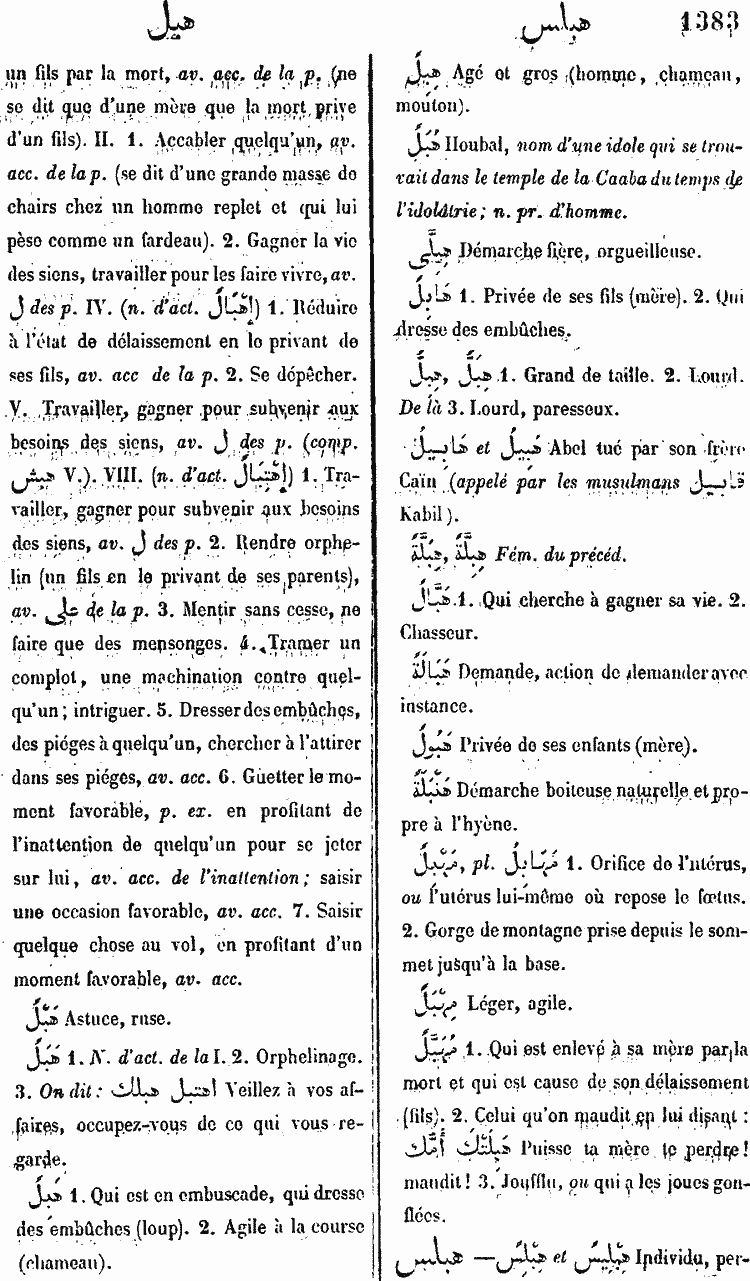 هبل
هبلس 1383
un fils par la mort, av. acc. de la p. (ne
se dit que d'une mère que la mort prive
d'un fils). II. 1. Accabler quelqu'un, av.
acc. de la p. (se dit d'une grande masse de
chairs chez un homme replet et qui lui
pèse comme un fardeau). 2. Gagner la vie
des siens, travailler pour les faire vivre, av.
ل des p. IV. (n. d'act. إِهْبَالٌ) 1. Réduire
à l'état de délaissement en le privant de
ses fils, av. acc de la p. 2. Se dépêcher.
V. Travailler, gagner pour subvenir aux
besoins des siens, av. ل des p. (comp.
هبش V.). VIII. (n. d'act. إِهْتِبَالٌ) 1. Tra-
vailler, gagner pour subvenir aux besoins
des siens, av. ل des p. 2. Rendre orphe-
lin (un fils en le privant de ses parents),
av. على de la p. 3. Mentir sans cesse, ne
faire que des mensonges. 4. Tramer un
complot, une machination contre quel-
qu'un; intriguer. 5. Dresser des embûches,
des piéges à quelqu'un, chercher à l'attirer
dans ses piéges, av. acc. 6. Guetter le mo-
ment favorable, p. ex. en profitant de
l'inattention de quelqu'un pour se jeter
sur lui, av. acc. de l'inattention; saisir
une occasion favorable, av. acc. 7. Saisir
quelque chose au vol, en profitant d'un
moment favorable, av. acc.
هَبْلٌ Astuce, ruse.
هَبَلٌ 1. N. d'act. de la I. 2. Orphelinage.
3. On dit: اهتبل هبلك Veillez à vos af-
faires, occupez-vous de ce qui vous re-
garde.
هَبِلٌ 1. Qui est en embuscade, qui dresse
des embûches (loup). 2. Agile à la course
(chameau).
هِبِلٌّ Agé et gros (homme, chameau,
mouton).
هُبَلٌ Houbal, nom d'une idole qui se trou-
vait dans le temple de la Caaba du temps de
l'idolâtrie; n. pr. d'homme.
هِبِلَّى Démarche fière, orgueilleuse.
هَابِلٌ 1. Privée de ses fils (mère). 2. Qui
dresse des embûches.
هِبِلٌّ, هِبَلٌّ 1. Grand de taille. 2. Lourd.
De là 3. Lourd, paresseux.
هَابِيلُ et هَبِيلُ Abel tué par son frère
Caïn (appelé par les musulmans قابيل
Kabil).
هِبِلَّةٌ, هِبَلَّةٌ Fém. du précéd.
هَبَّالٌ 1. Qui cherche à gagner sa vie. 2.
Chasseur.
هَبَالَةٌ Demande, action de demander avec
instance.
هَبُولٌ Privée de ses enfants (mère).
هَنْبَلَةٌ Démarche boiteuse naturelle et pro-
pre à l'hyène.
مَهْبِلٌ, pl. مَهَابِلُ 1. Orifice de l'utérus,
ou l'utérus lui-même où repose le fœtus.
2. Gorge de montagne prise depuis le som-
met jusqu'à la base.
مِهْبَلٌ Léger, agile.
مُهَبَّلٌ 1. Qui est enlevé à sa mère par la
mort et qui est cause de son délaissement
(fils). 2. Celui qu'on maudit en lui disant:
هَبِلَتْكَ أُمُّكَ Puisse ta mère te perdre!
maudit! 3. Joufflu, ou qui a les joues gon-
flées.
هبلس — هِبْلِسٌ et هِبْلِيسٌ Individu, per-